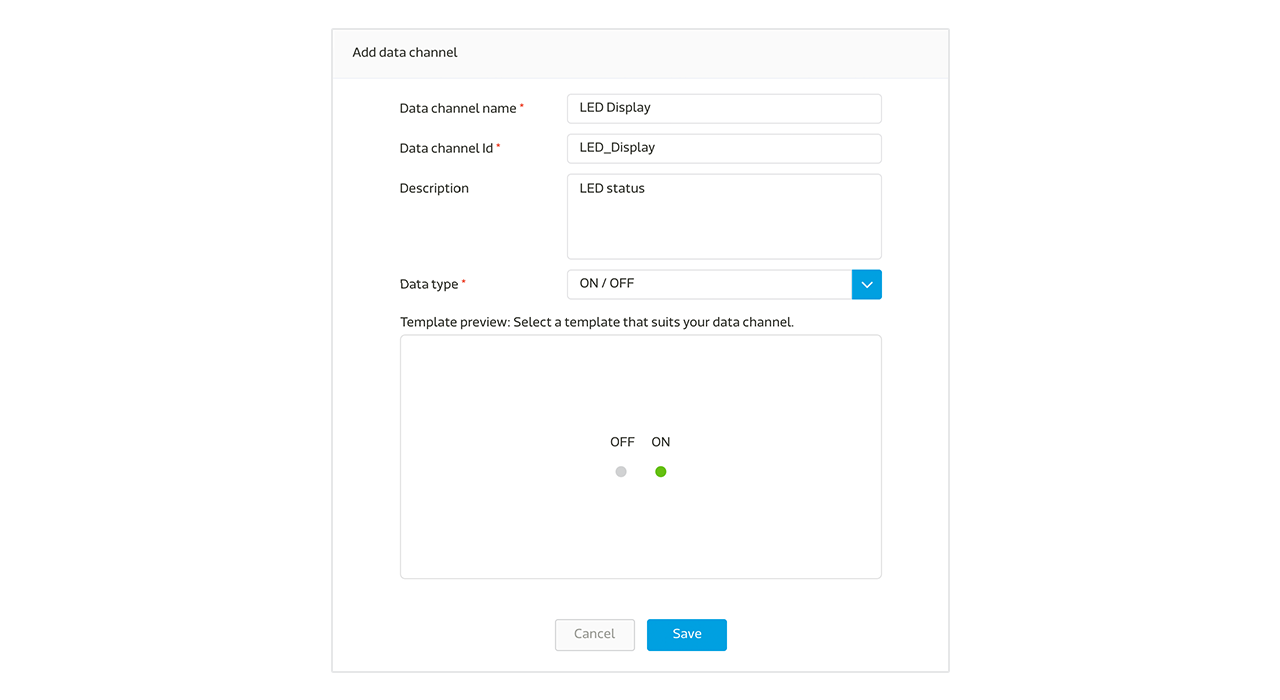 Add data channel
Data channel name *
LED Display
Data channel Id *
LED_Display
Description
LED status
Data type *
ON / OFF
Template preview: Select a template that suits your data channel.
OFF ON
Cancel Save